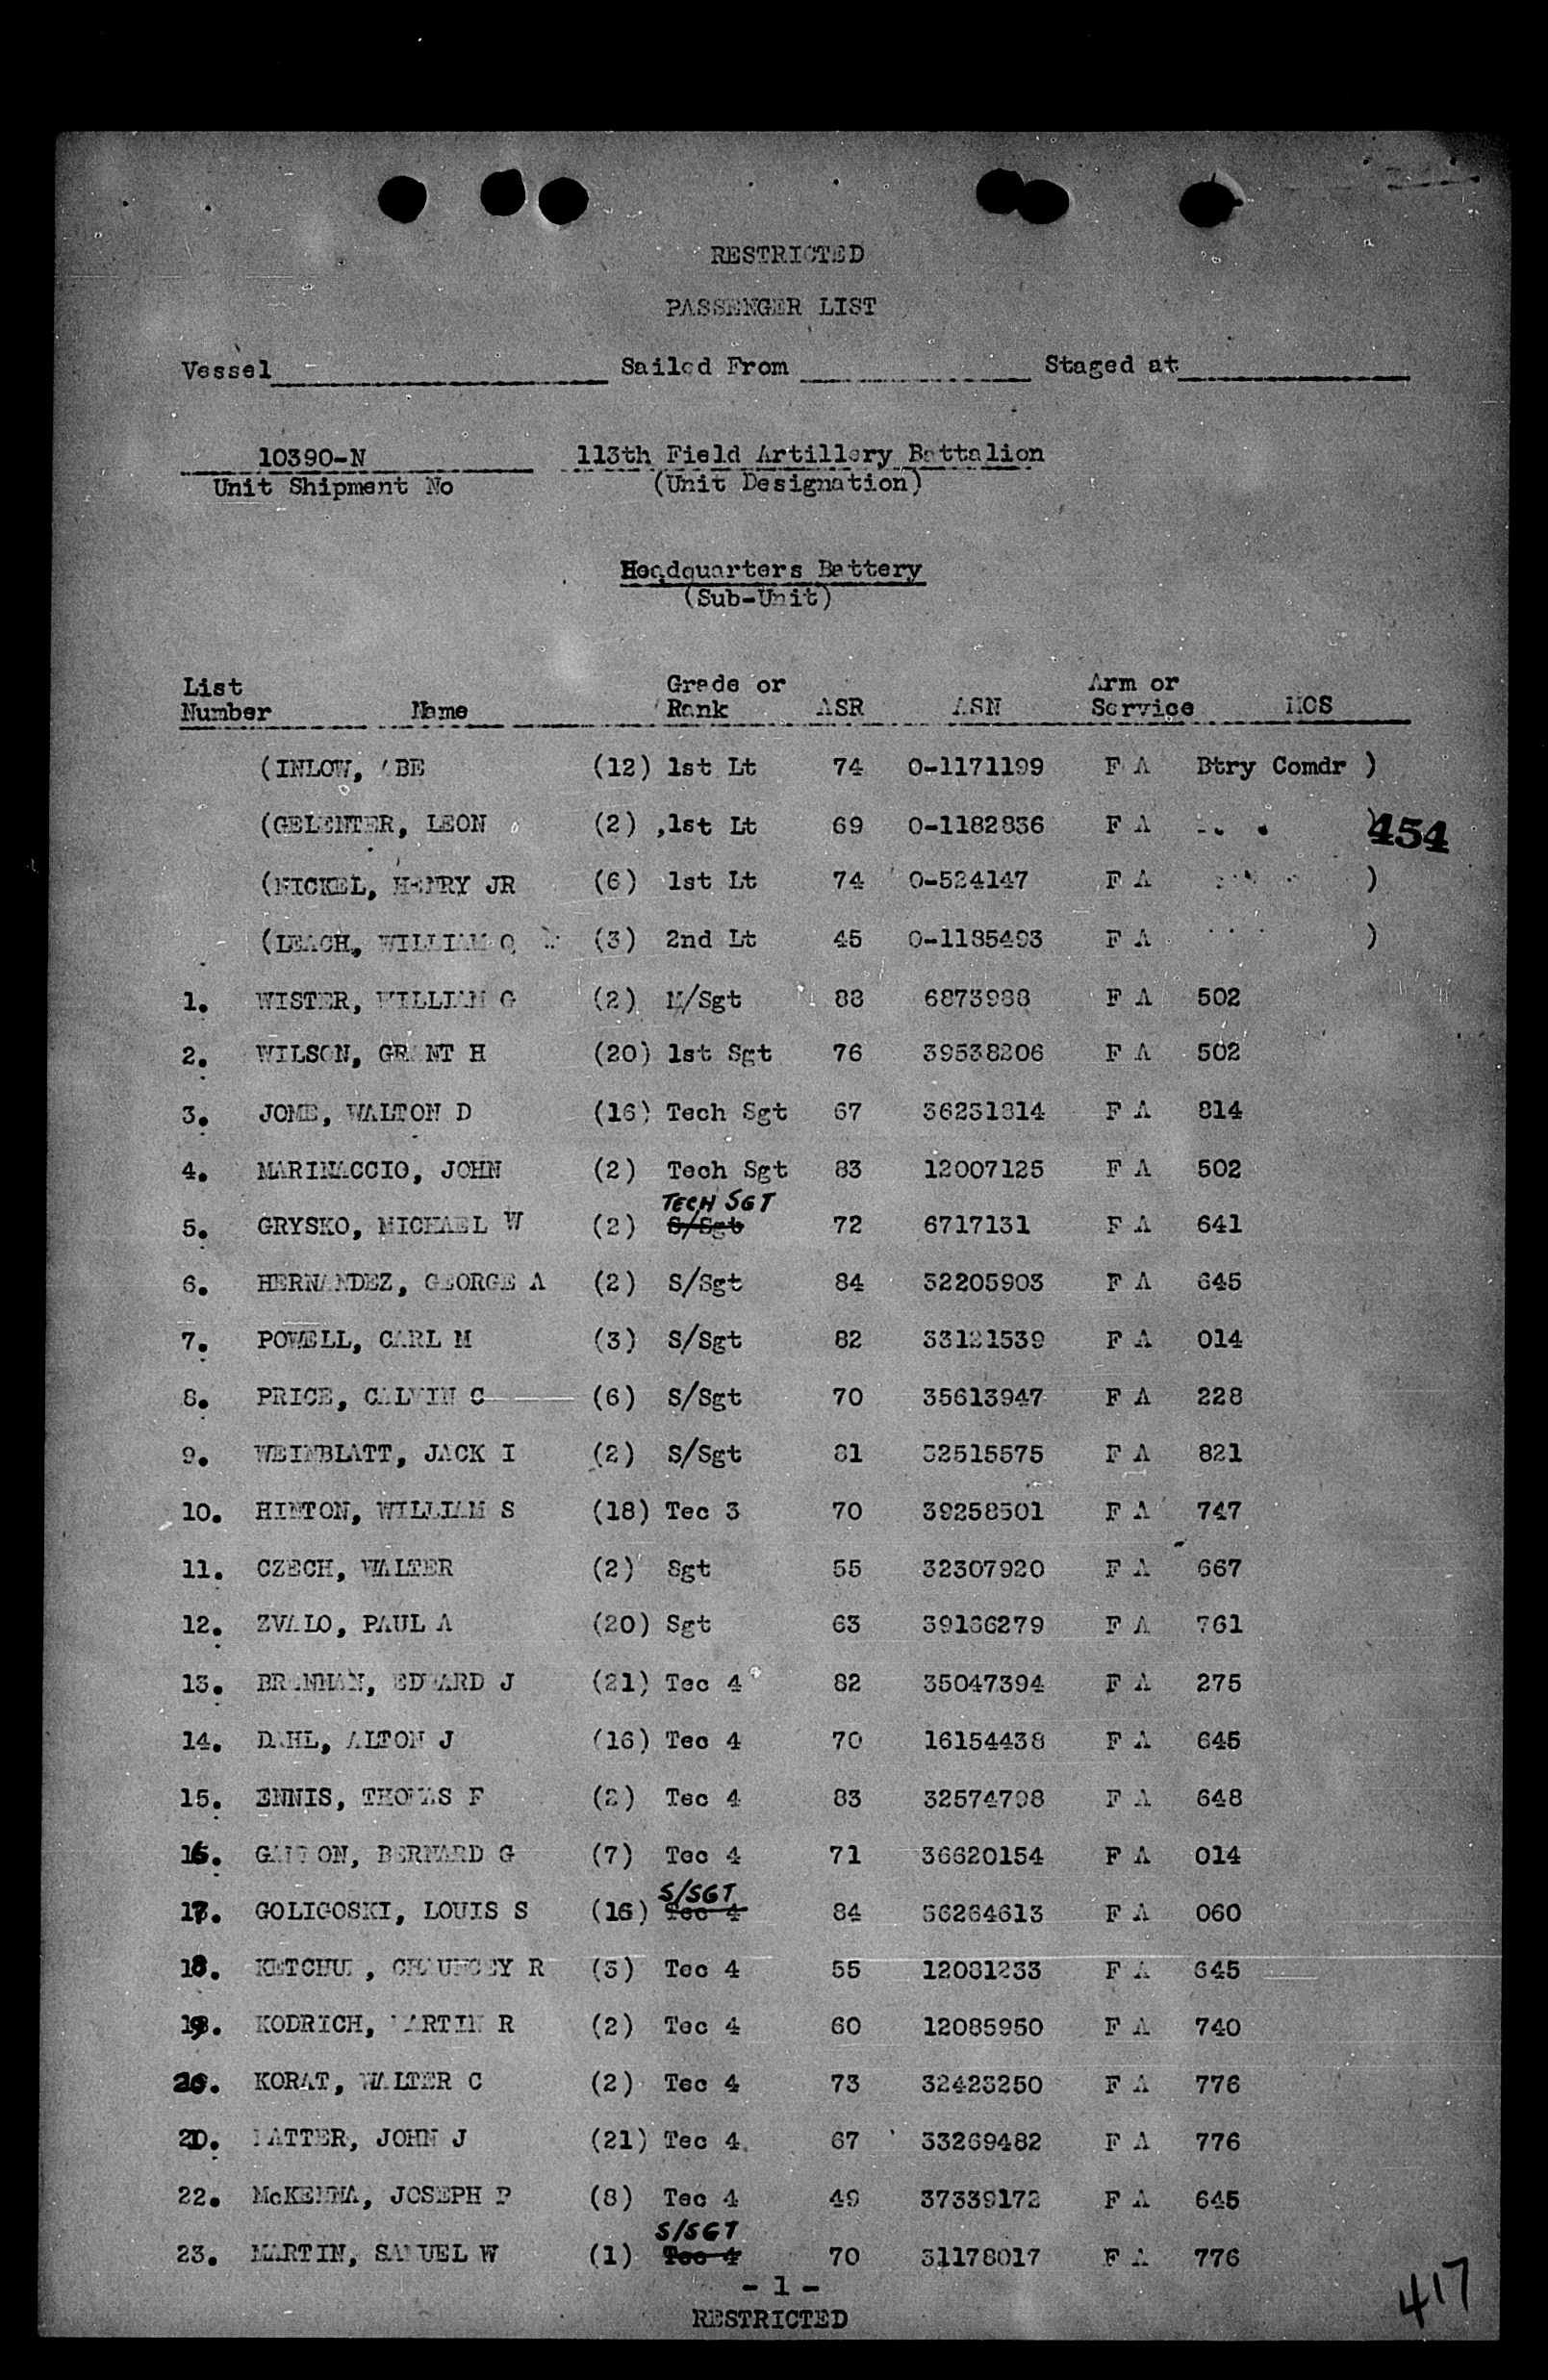 RESTRICTED
PASSENGER LIST
Vessel Sailed From Staged at
10390-N 113th Field Artillery Battalion
Unit Shipment No (Unit Designation)
Headquarters Battery
(Sub-Unit)
List Grade or Arm or
Number Name Rank ASR ASN Service MOS
(INLOW, ABE (12) 1st Lt 74 0-1171199 F A Btry Comdr )
(GELENTER, LEON (2) 1st Lt 69 0-1182836 F A ) 454
(NICKEL, HENRY JR (6) 1st Lt 74 0-524147 F A )
(LEACH, WILLIAM Q (3) 2nd Lt 45 0-1185493 F A )
1. WISTER, WILLIAM G (2) M/Sgt 88 6873988 F A 502
2. WILSON, GRANT H (20) 1st Sgt 76 39538206 F A 502
3. JOME, WALTON D (16) Tech Sgt 67 36231314 F A 814
4. MARINACCIO, JOHN (2) Tech Sgt 83 12007125 F A 502
TECH SGT
5. GRYSKO, MICHAEL W (2) S/Sgt 72 6717131 F A 641
6. HERNANDEZ, GEORGE A (2) S/Sgt 84 32205903 F A 645
7. POWELL, CARL M (3) S/Sgt 82 33121539 F A 014
8. PRICE, CALVIN C (6) S/Sgt 70 35613947 F A 228
9. WEINBLATT, JACK I (2) S/Sgt 81 32515575 F A 821
10. HINTON, WILLIAM S (18) Tec 3 70 39258501 F A 747
11. CZECH, WALTER (2) Sgt 55 32307920 F A 667
12. ZVALO, PAUL A (20) Sgt 63 39166279 F A 761
13. BRANHAN, EDWARD J (21) Tec 4 82 35047394 F A 275
14. DAHL, ALTON J (16) Tec 4 70 16154438 F A 645
15. ENNIS, THOMAS F (2) Tec 4 83 32574798 F A 648
16. BERNARD G (7) Tec 4 71 36620154 F A 014
S/SGT
17. GOLIGOSKI, LOUIS S (16) Tec 4 84 36264613 F A 060
18. KETCHUM, CHAUNCEY R (3) Tec 4 55 12081233 F A 645
19. KODRICH, MARTIN R (2) Tec 4 60 12085950 F A 740
20. KORAT, WALTER C (2) Tec 4 73 32423250 F A 776
21. JOHN J (21) Tec 4 67 33269482 F A 776
22. McKENNA, JOSEPH P (8) Tec 4 49 37339172 F A 645
S/SGT
23. MARTIN, SAMUEL W (1) Tec 4 70 31178017 F A 776
- 1 -
RESTRICTED
417